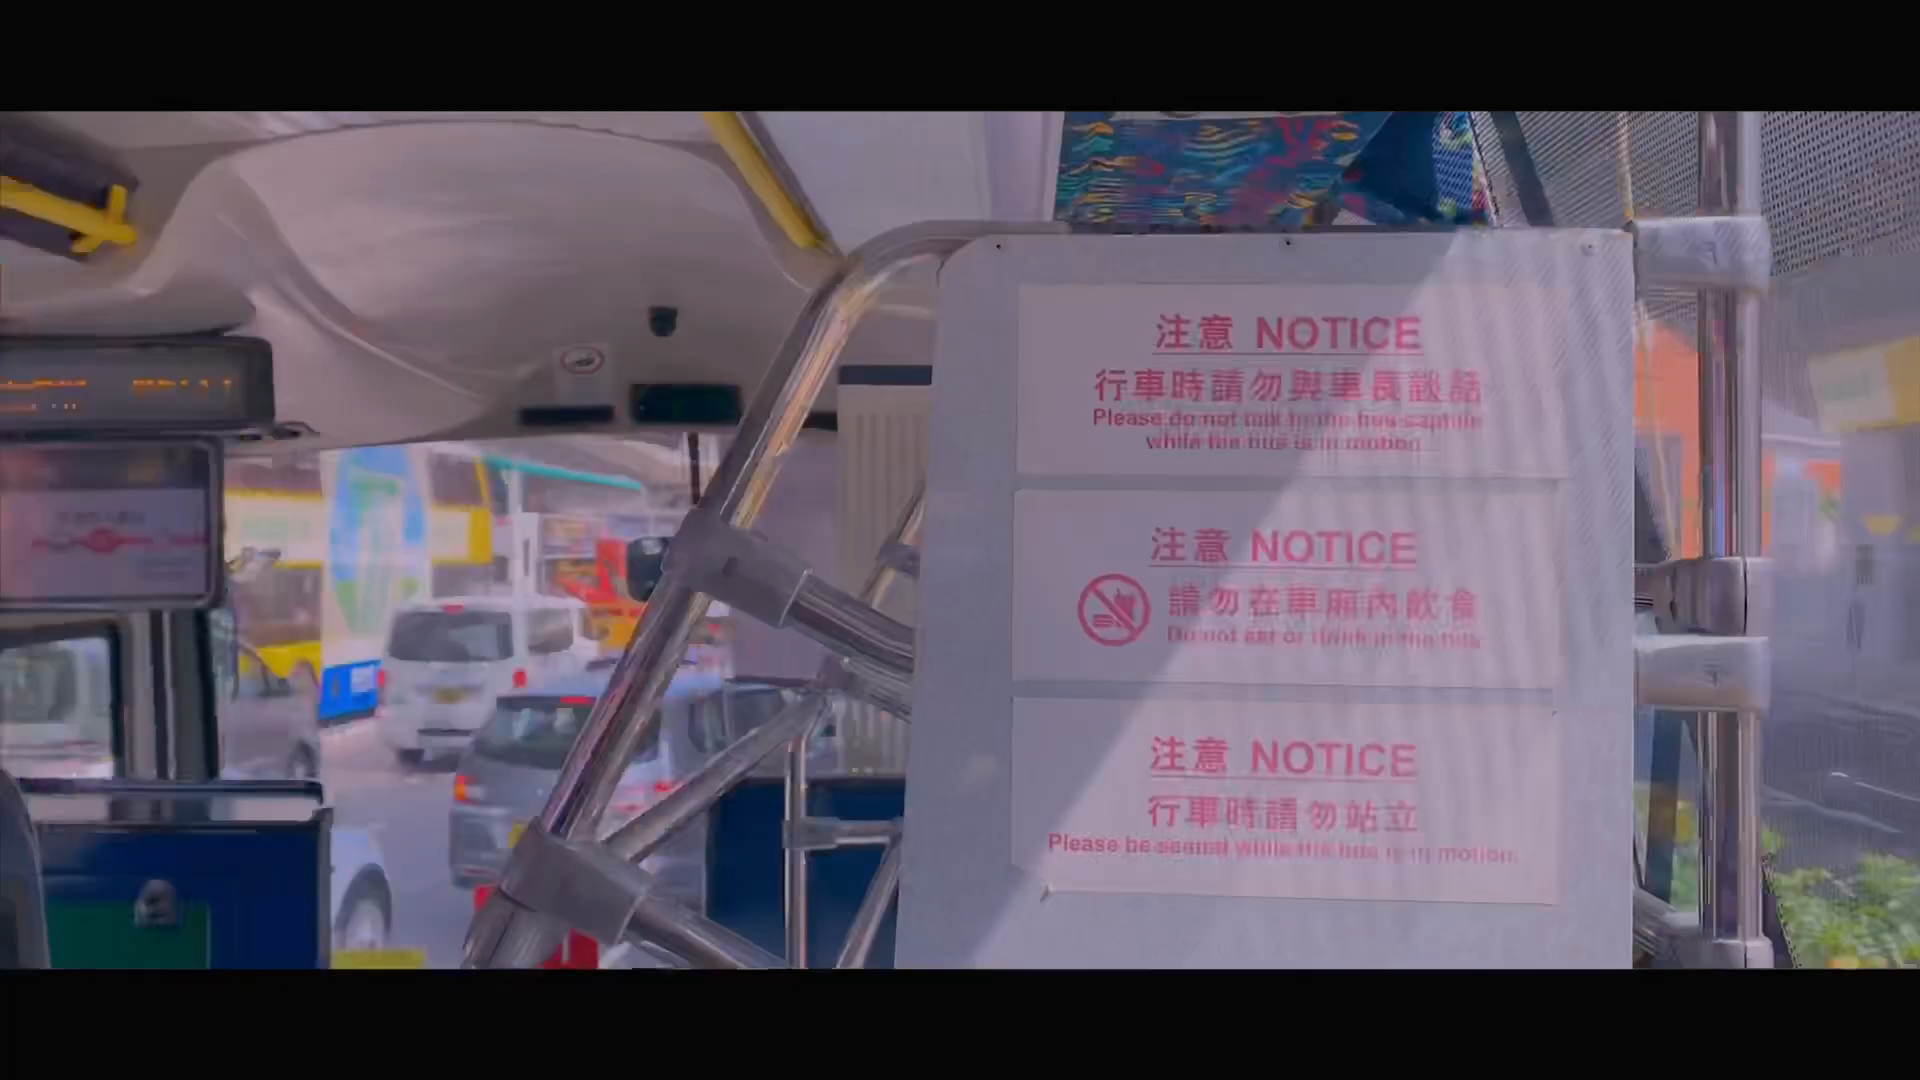 注意 NOTICE
行車時請勿與車長談話
Please do not talk to the bus captain
while the bus is in motion
注意 NOTICE
請勿在車廂內飲食
Do not eat or drink in the bus
注意 NOTICE
行車時請勿站立
Please be seated while the bus is in motion.